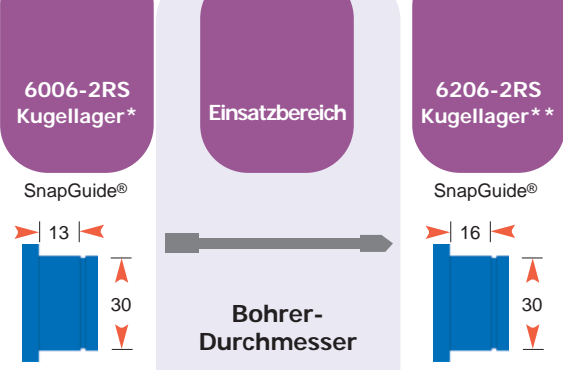 6006-2RS
Kugellager*
SnapGuide®
13
30
Einsatzbereich
Bohrer-
Durchmesser
6206-2RS
Kugellager**
SnapGuide®
16
30